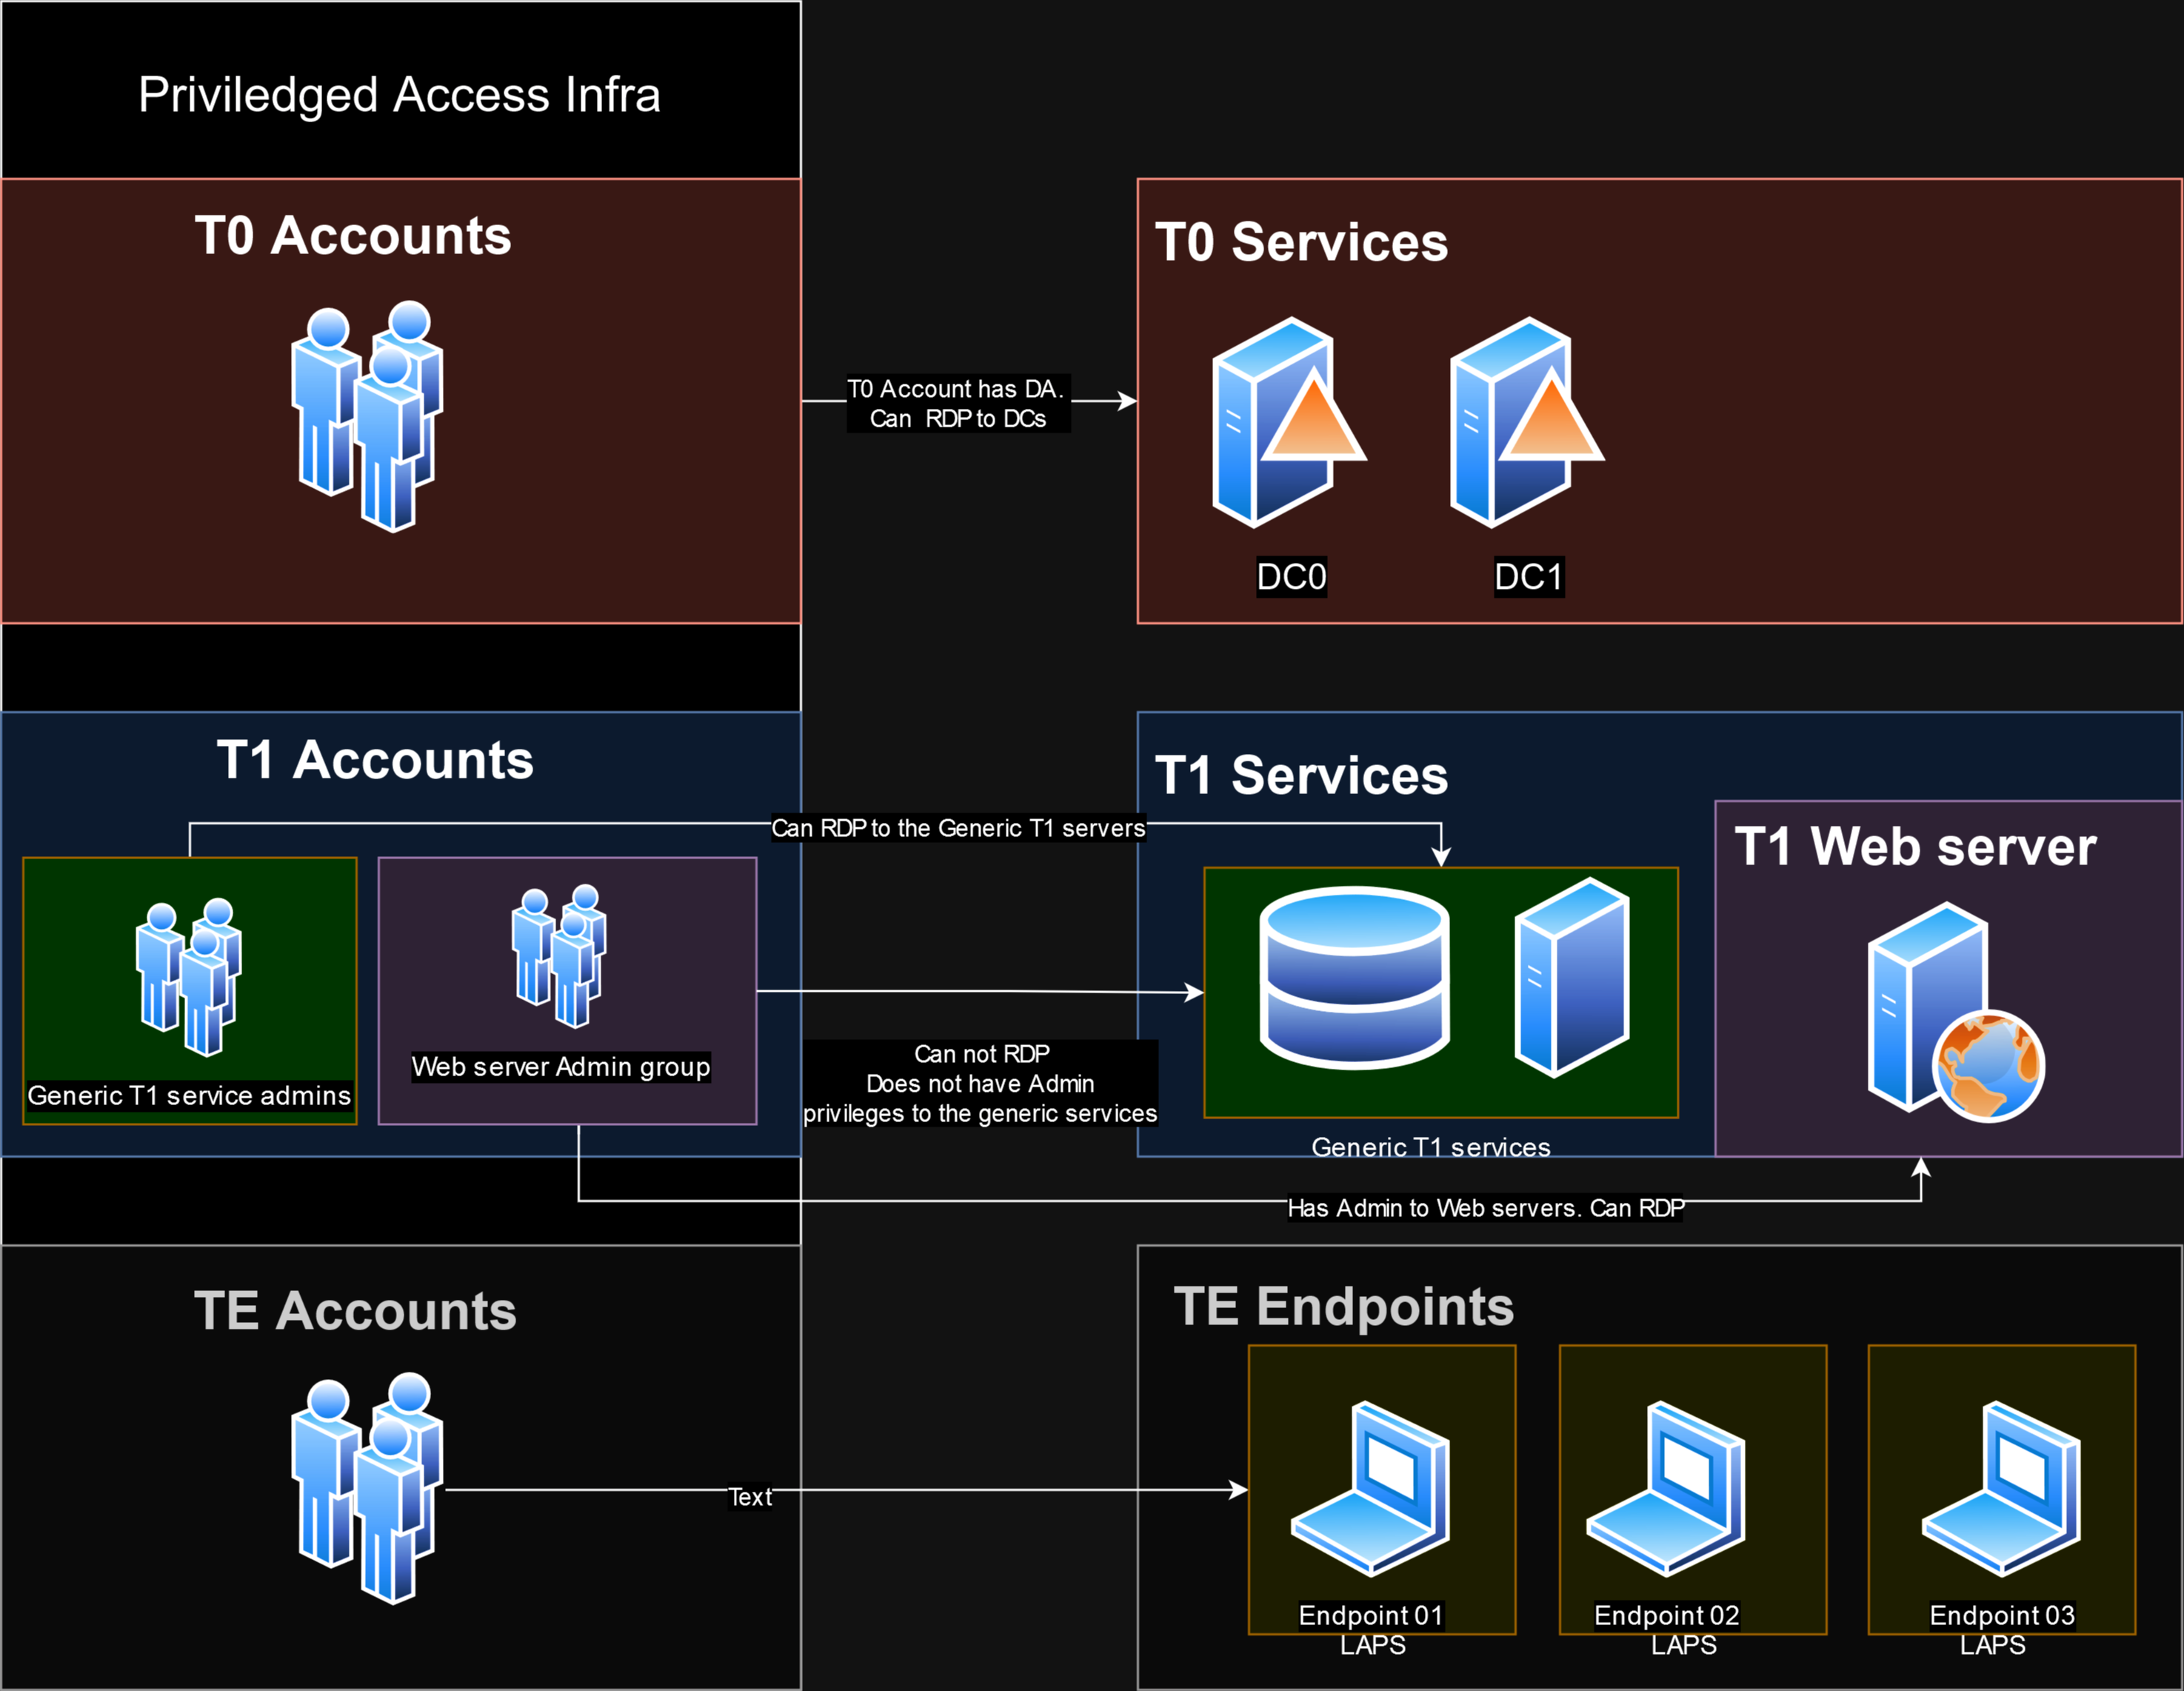 Priviledged Access Infra
T0 Accounts
T0 Services
T0 Account has DA.
Can RDP to DCs
DC0
DC1
T1 Accounts
T1 Services
Can RDP to the Generic T1 servers
T1 Web server
Generic T1 service admins
Web server Admin group
Can not RDP
Does not have Admin
privileges to the generic services
Generic T1 services
Has Admin to Web servers. Can RDP
TE Accounts
TE Endpoints
Text
Endpoint 01
LAPS
Endpoint 02
LAPS
Endpoint 03
LAPS